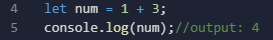 4 let num = 1 + 3;
5 console.log(num);//output: 4